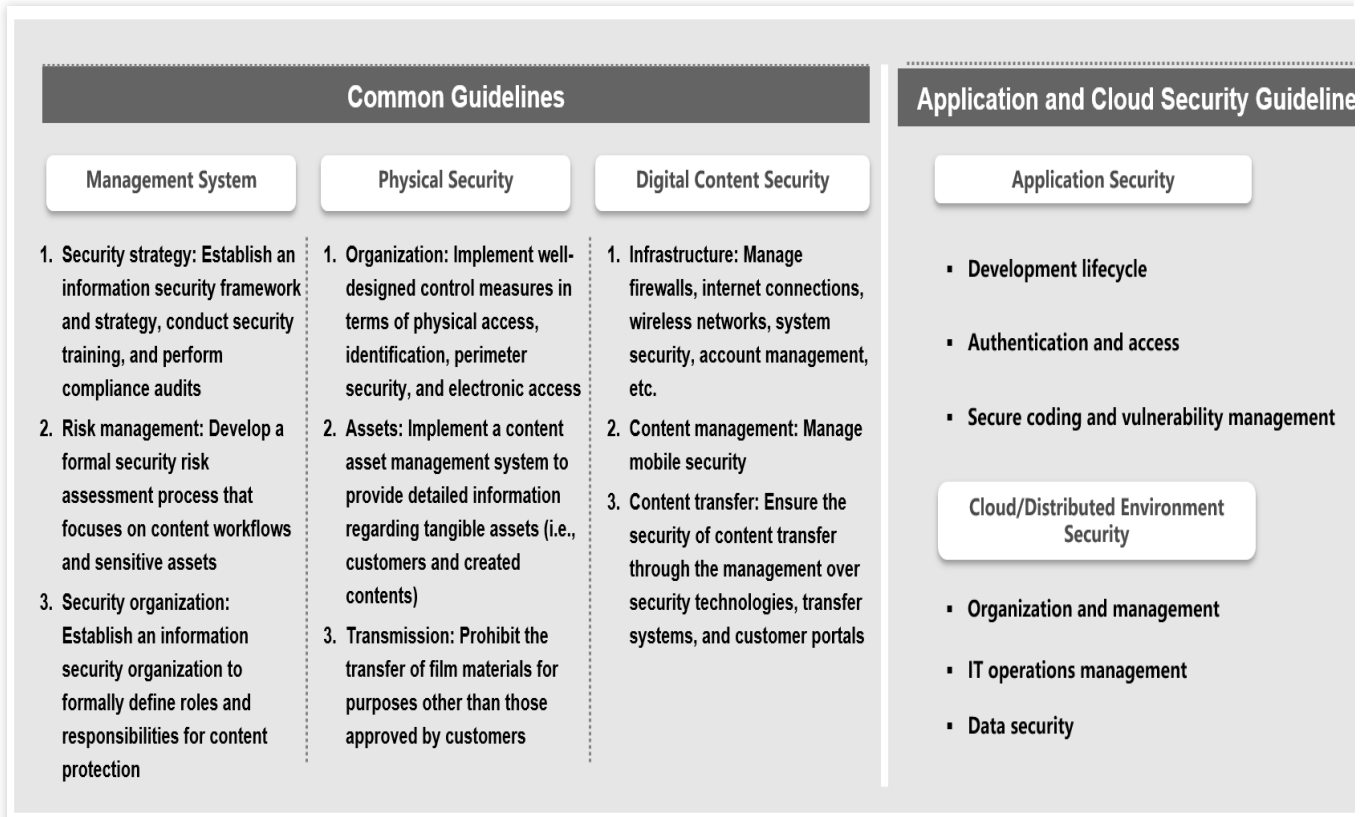 Common Guidelines
Management System
1. Security strategy: Establish an
information security framework
and strategy, conduct security
training, and perform
compliance audits
2. Risk management: Develop a
formal security risk
assessment process that
focuses on content workflows
and sensitive assets
3. Security organization:
Establish an information
security organization to
formally define roles and
responsibilities for content
protection
Physical Security
1. Organization: Implement well-
designed control measures in
terms of physical access,
identification, perimeter
security, and electronic access
2. Assets: Implement a content
asset management system to
provide detailed information
regarding tangible assets (i.e.,
customers and created
contents)
3. Transmission: Prohibit the
transfer of film materials for
purposes other than those
approved by customers
Digital Content Security
1. Infrastructure: Manage
firewalls, internet connections,
wireless networks, system
security, account management,
etc.
2. Content management: Manage
mobile security
3. Content transfer: Ensure the
security of content transfer
through the management over
security technologies, transfer
systems, and customer portals
Application and Cloud Security Guideline
Application Security
▪ Development lifecycle
▪ Authentication and access
▪ Secure coding and vulnerability management
Cloud/Distributed Environment
Security
▪ Organization and management
▪ IT operations management
▪ Data security